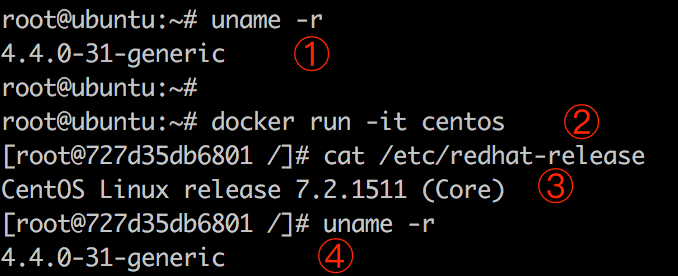 root@ubuntu:~# uname -r
4.4.0-31-generic ①
root@ubuntu:~#
root@ubuntu:~# docker run -it centos ②
[root@727d35db6801 /]# cat /etc/redhat-release
CentOS Linux release 7.2.1511 (Core) ③
[root@727d35db6801 /]# uname -r
4.4.0-31-generic ④